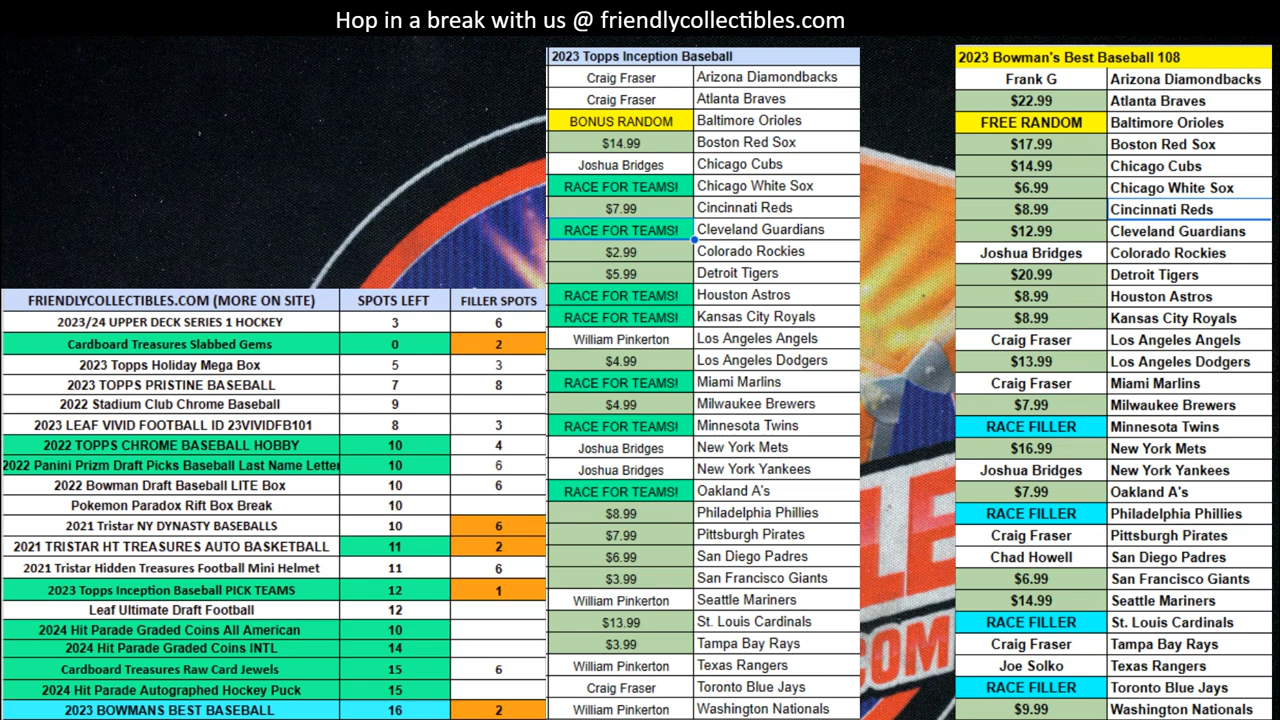 Hop in a break with us @ friendlycollectibles.com
FRIENDLYCOLLECTIBLES.COM (MORE ON SITE) SPOTS LEFT FILLER SPOTS
2023/24 UPPER DECK SERIES 1 HOCKEY 3 6
Cardboard Treasures Slabbed Gems 0 2
2023 Topps Holiday Mega Box 5 3
2023 TOPPS PRISTINE BASEBALL 7 8
2022 Stadium Club Chrome Baseball 9
2023 LEAF VIVID FOOTBALL ID 23VIVIDFB101 8 3
2022 TOPPS CHROME BASEBALL HOBBY 10 4
2022 Panini Prizm Draft Picks Baseball Last Name Letter 10 6
2022 Bowman Draft Baseball LITE Box 10 6
Pokemon Paradox Rift Box Break 10
2021 Tristar NY DYNASTY BASEBALLS 10 6
2021 TRISTAR HT TREASURES AUTO BASKETBALL 11 2
2021 Tristar Hidden Treasures Football Mini Helmet 11 6
2023 Topps Inception Baseball PICK TEAMS 12 1
Leaf Ultimate Draft Football 12
2024 Hit Parade Graded Coins All American 10
2024 Hit Parade Graded Coins INTL 14
Cardboard Treasures Raw Card Jewels 15 6
2024 Hit Parade Autographed Hockey Puck 15
2023 BOWMANS BEST BASEBALL 16 2
2023 Topps Inception Baseball
Craig Fraser Arizona Diamondbacks
Craig Fraser Atlanta Braves
BONUS RANDOM Baltimore Orioles
$14.99 Boston Red Sox
Joshua Bridges Chicago Cubs
RACE FOR TEAMS! Chicago White Sox
$7.99 Cincinnati Reds
RACE FOR TEAMS! Cleveland Guardians
$2.99 Colorado Rockies
$5.99 Detroit Tigers
RACE FOR TEAMS! Houston Astros
RACE FOR TEAMS! Kansas City Royals
William Pinkerton Los Angeles Angels
$4.99 Los Angeles Dodgers
RACE FOR TEAMS! Miami Marlins
$4.99 Milwaukee Brewers
RACE FOR TEAMS! Minnesota Twins
Joshua Bridges New York Mets
Joshua Bridges New York Yankees
RACE FOR TEAMS! Oakland A's
$8.99 Philadelphia Phillies
$7.99 Pittsburgh Pirates
$6.99 San Diego Padres
$3.99 San Francisco Giants
William Pinkerton Seattle Mariners
$13.99 St. Louis Cardinals
$3.99 Tampa Bay Rays
William Pinkerton Texas Rangers
Craig Fraser Toronto Blue Jays
William Pinkerton Washington Nationals
2023 Bowman's Best Baseball 108
Frank G Arizona Diamondbacks
$22.99 Atlanta Braves
FREE RANDOM Baltimore Orioles
$17.99 Boston Red Sox
$14.99 Chicago Cubs
$6.99 Chicago White Sox
$8.99 Cincinnati Reds
$12.99 Cleveland Guardians
Joshua Bridges Colorado Rockies
$20.99 Detroit Tigers
$8.99 Houston Astros
$8.99 Kansas City Royals
Craig Fraser Los Angeles Angels
$13.99 Los Angeles Dodgers
Craig Fraser Miami Marlins
$7.99 Milwaukee Brewers
RACE FILLER Minnesota Twins
$16.99 New York Mets
Joshua Bridges New York Yankees
$7.99 Oakland A's
RACE FILLER Philadelphia Phillies
Craig Fraser Pittsburgh Pirates
Chad Howell San Diego Padres
$6.99 San Francisco Giants
$14.99 Seattle Mariners
RACE FILLER St. Louis Cardinals
Craig Fraser Tampa Bay Rays
Joe Solko Texas Rangers
RACE FILLER Toronto Blue Jays
$9.99 Washington Nationals